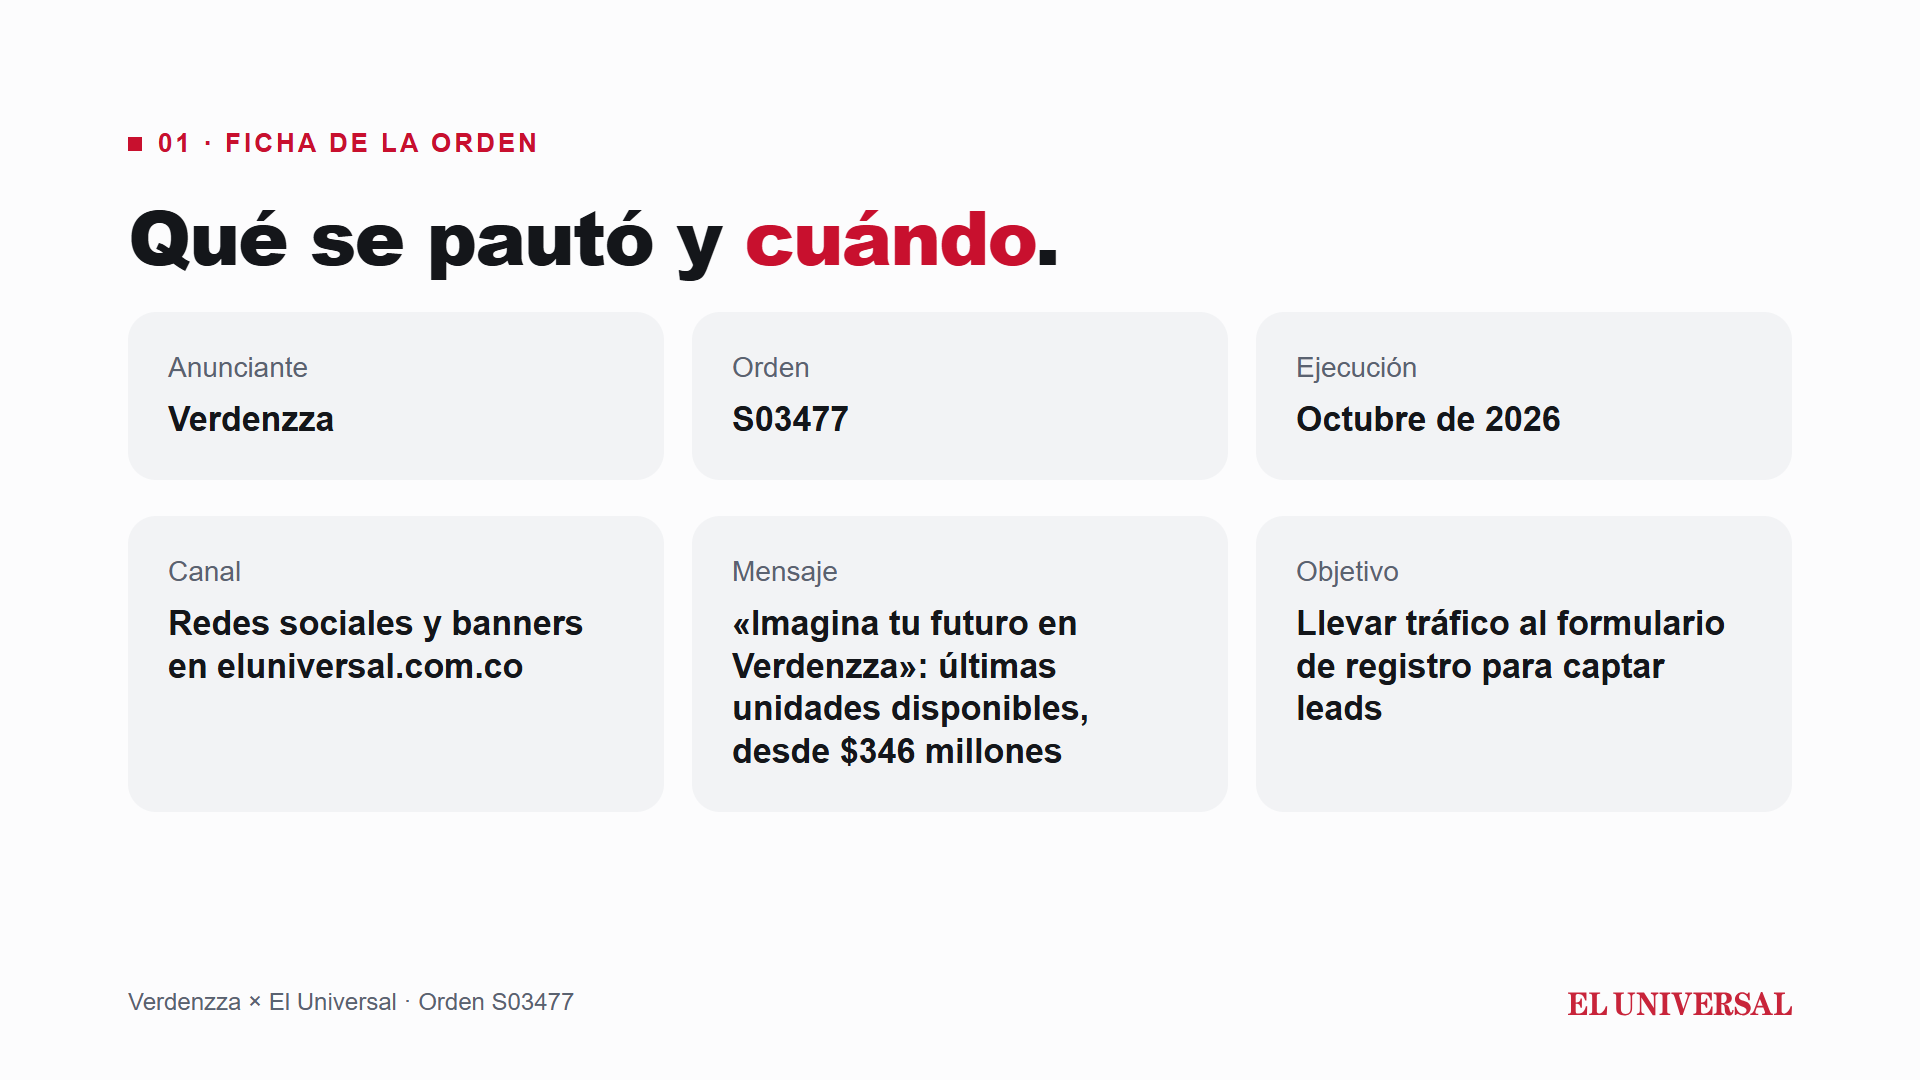 01 · FICHA DE LA ORDEN
Qué se pautó y cuándo.
Anunciante
Verdenzza
Orden
S03477
Ejecución
Octubre de 2026
Canal
Redes sociales y banners
en eluniversal.com.co
Mensaje
«Imagina tu futuro en
Verdenzza»: últimas
unidades disponibles,
desde $346 millones
Objetivo
Llevar tráfico al formulario
de registro para captar
leads
Verdenzza × El Universal · Orden S03477
EL UNIVERSAL